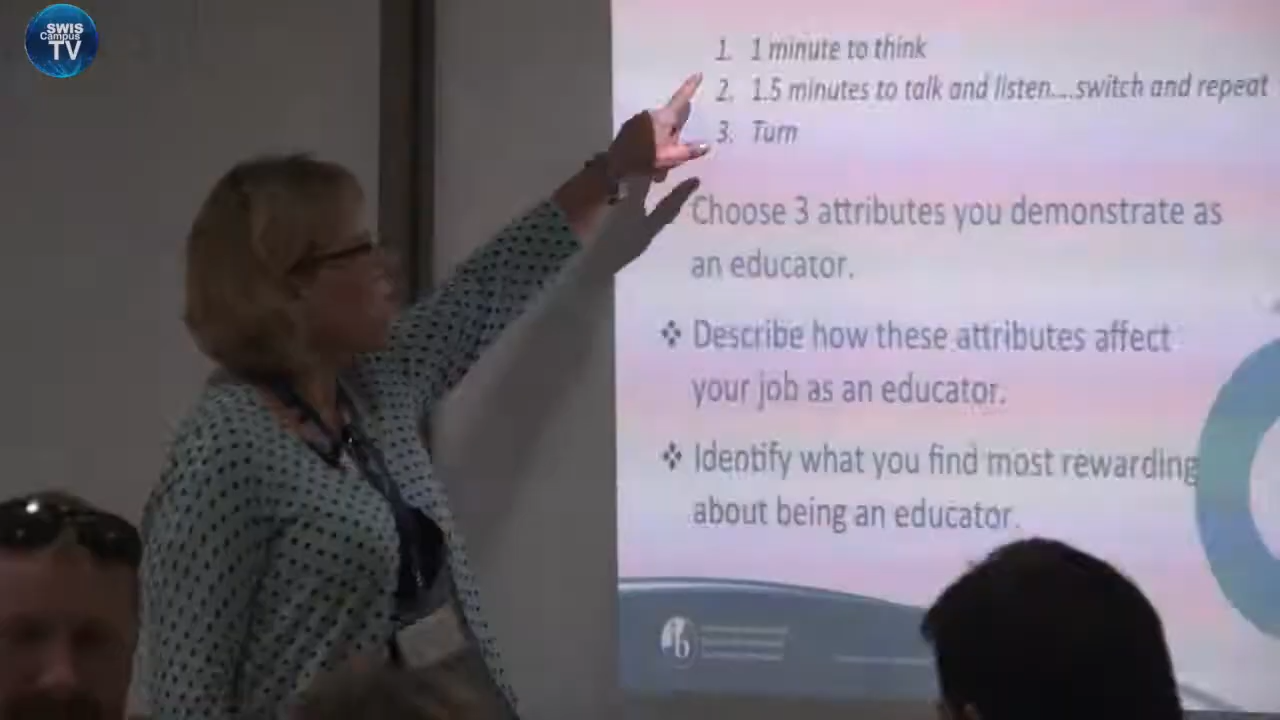 SWIS
Campus
TV
1. 1 minute to think
2. 1.5 minutes to talk and listen....switch and repeat
3. Turn
Choose 3 attributes you demonstrate as
an educator.
❖ Describe how these attributes affect
your job as an educator.
❖ Identify what you find most rewarding
about being an educator.